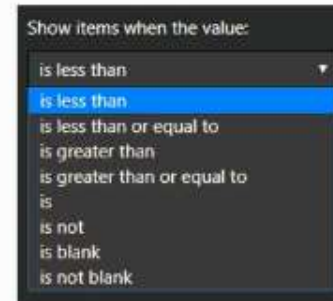 Show items when the value:
is less than
is less than
is less than or equal to
is greater than
is greater than or equal to
is
is not
is blank
is not blank